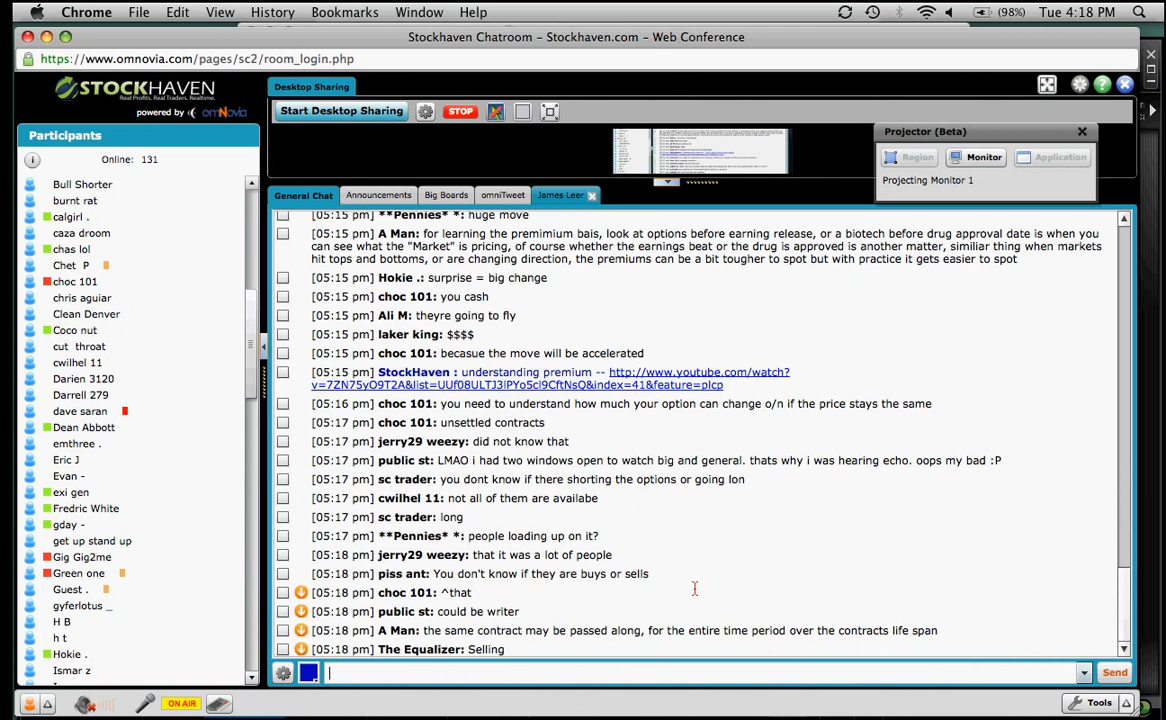 Chrome File Edit View History Bookmarks Window Help (98%) Tue 4:18 PM
Stockhaven Chatroom – Stockhaven.com – Web Conference
https://www.omnovia.com/pages/sc2/room_login.php
STOCKHAVEN
Real Profits. Real Traders. Realtime.
powered by omNovia
Desktop Sharing
Start Desktop Sharing STOP
Projector (Beta)
Region Monitor Application
Projecting Monitor 1
Participants
Online: 131
Bull Shorter
burnt rat
calgirl .
caza droom
chas lol
Chet P
choc 101
chris aguiar
Clean Denver
Coco nut
cut throat
cwilhel 11
Darien 3120
Darrell 279
dave saran
Dean Abbott
emthree .
Eric J
Evan -
exi gen
Fredric White
gday -
get up stand up
Gig Gig2me
Green one
Guest .
gyferlotus _
H B
h t
Hokie .
Ismar z
General Chat Announcements Big Boards omniTweet James Leer
[05:15 pm] **Pennies* *: huge move
[05:15 pm] A Man: for learning the premimium bais, look at options before earning release, or a biotech before drug approval date is when you
can see what the "Market" is pricing, of course whether the earnings beat or the drug is approved is another matter, similiar thing when markets
hit tops and bottoms, or are changing direction, the premiums can be a bit tougher to spot but with practice it gets easier to spot
[05:15 pm] Hokie .: surprise = big change
[05:15 pm] choc 101: you cash
[05:15 pm] Ali M: theyre going to fly
[05:15 pm] laker king: $$$$
[05:15 pm] choc 101: becasue the move will be accelerated
[05:15 pm] StockHaven : understanding premium -- http://www.youtube.com/watch?
v=7ZN75yO9T2A&list=UUf08ULTJ3lPYo5cl9CftNsQ&index=41&feature=plcp
[05:16 pm] choc 101: you need to understand how much your option can change o/n if the price stays the same
[05:17 pm] choc 101: unsettled contracts
[05:17 pm] jerry29 weezy: did not know that
[05:17 pm] public st: LMAO i had two windows open to watch big and general. thats why i was hearing echo. oops my bad :P
[05:17 pm] sc trader: you dont know if there shorting the options or going lon
[05:17 pm] cwilhel 11: not all of them are availabe
[05:17 pm] sc trader: long
[05:17 pm] **Pennies* *: people loading up on it?
[05:18 pm] jerry29 weezy: that it was a lot of people
[05:18 pm] piss ant: You don't know if they are buys or sells
[05:18 pm] choc 101: ^that
[05:18 pm] public st: could be writer
[05:18 pm] A Man: the same contract may be passed along, for the entire time period over the contracts life span
[05:18 pm] The Equalizer: Selling
Send
ON AIR
Tools